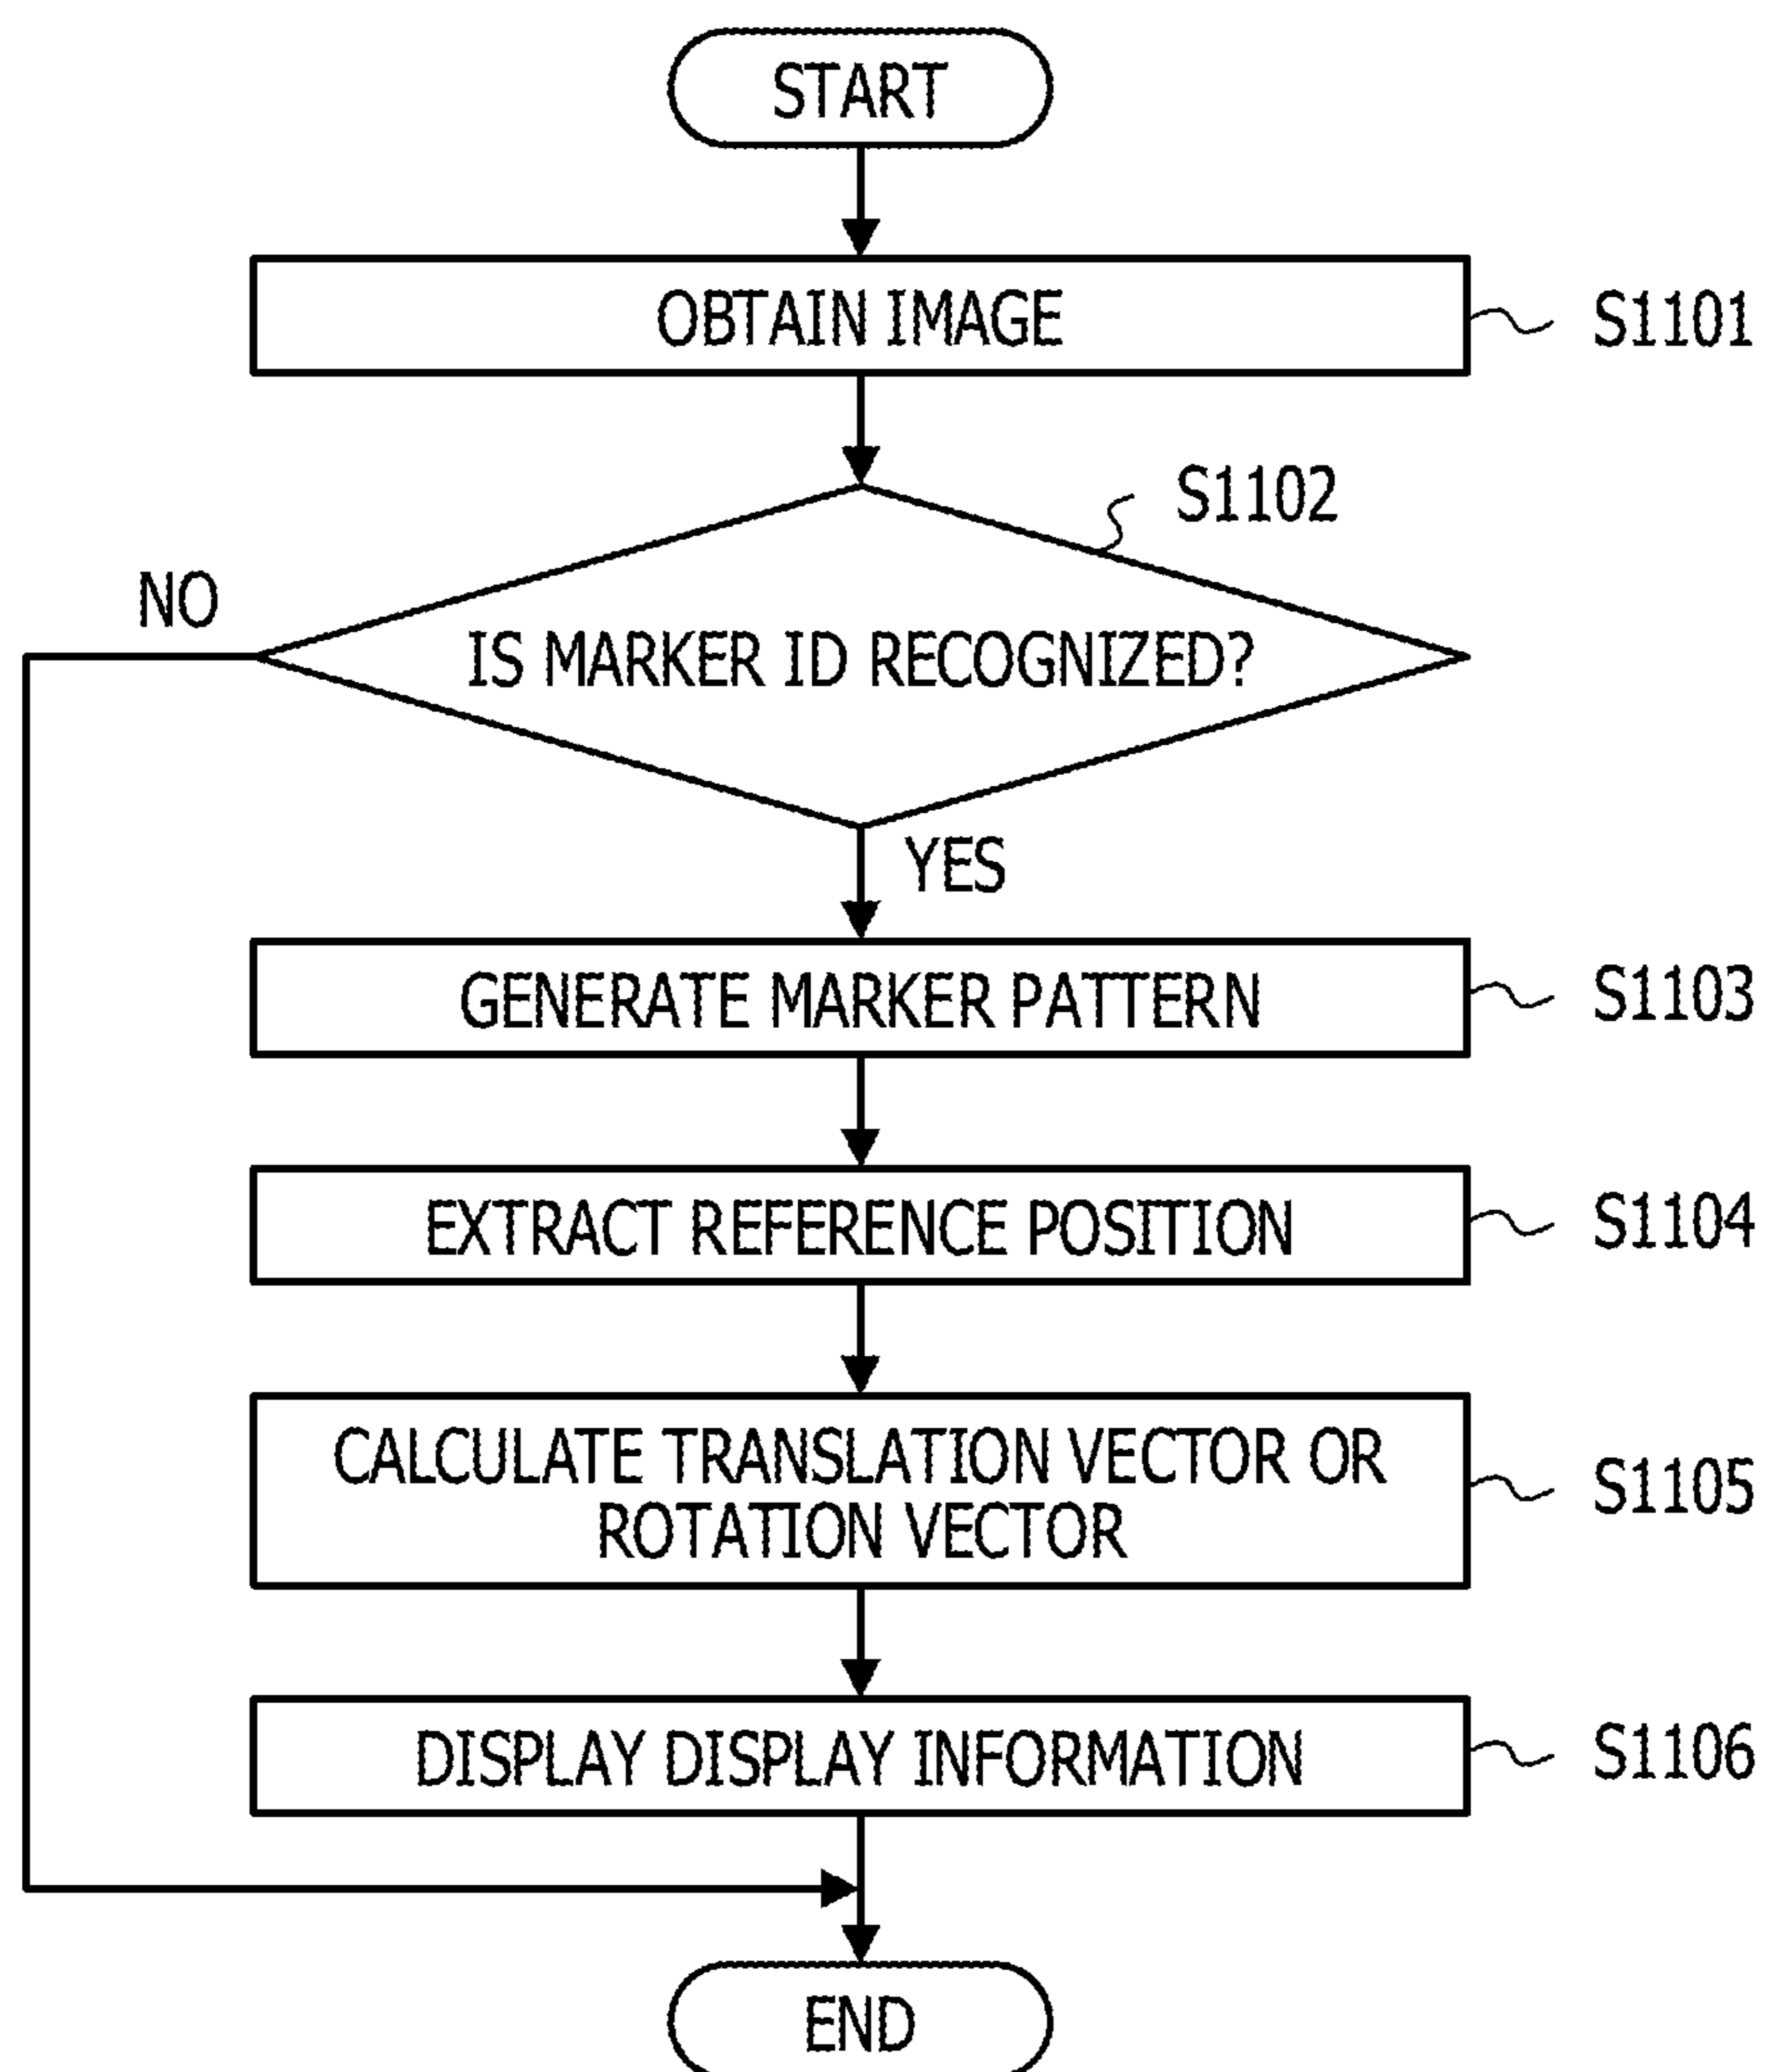 START
OBTAIN IMAGE
S1101
S1102
NO
IS MARKER ID RECOGNIZED?
YES
GENERATE MARKER PATTERN
S1103
EXTRACT REFERENCE POSITION
S1104
CALCULATE TRANSLATION VECTOR OR
ROTATION VECTOR
S1105
DISPLAY DISPLAY INFORMATION
S1106
END